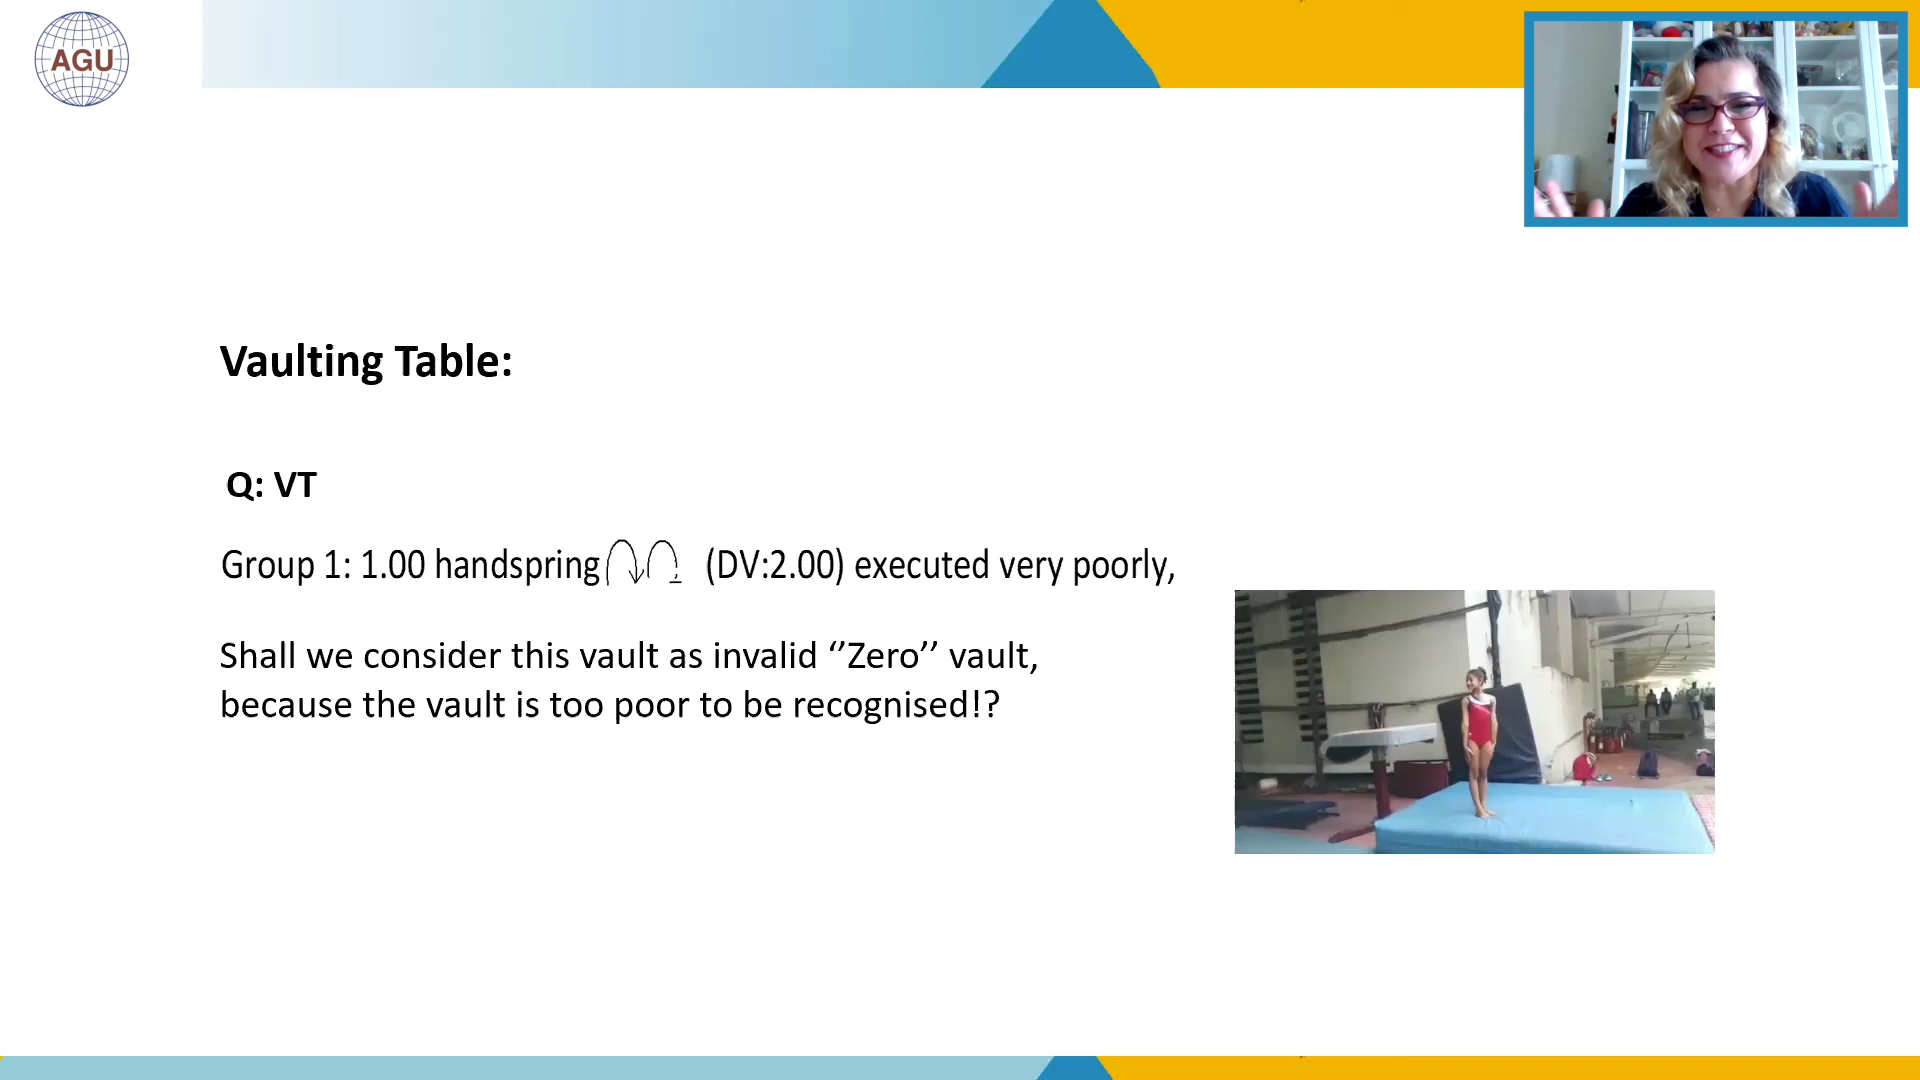 AGU
Vaulting Table:
Q: VT
Group 1: 1.00 handspring (DV:2.00) executed very poorly,
Shall we consider this vault as invalid ‘’Zero’’ vault,
because the vault is too poor to be recognised!?